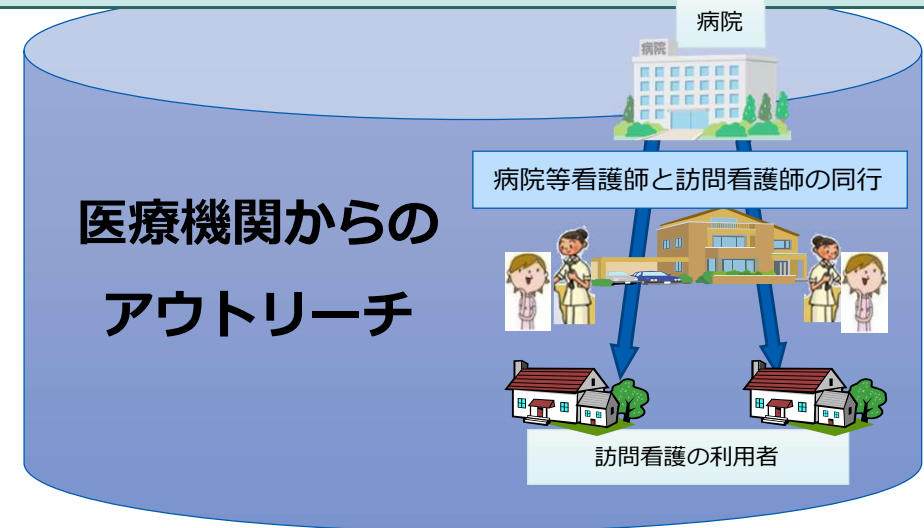 病院
病院
病院等看護師と訪問看護師の同行
医療機関からの
アウトリーチ
訪問看護の利用者